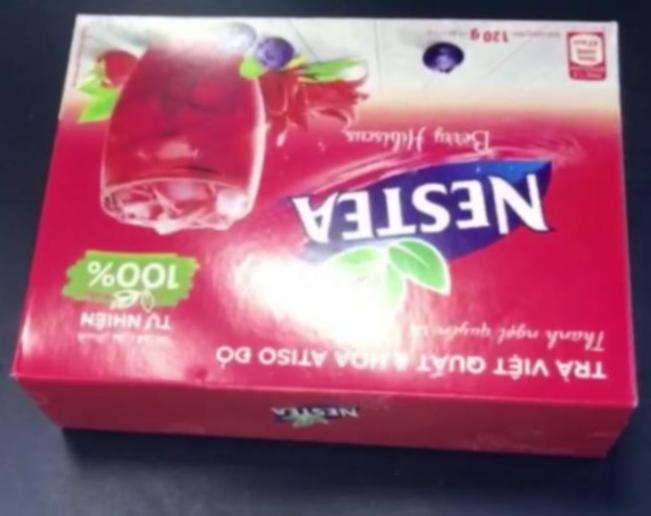 TRÀ VIỆT QUẤT & HOA ATISO ĐỎ
Thanh ngọt quyến rũ
TỰ NHIÊN
100%
NESTEA
Berry Hibiscus
120 g
NESTEA